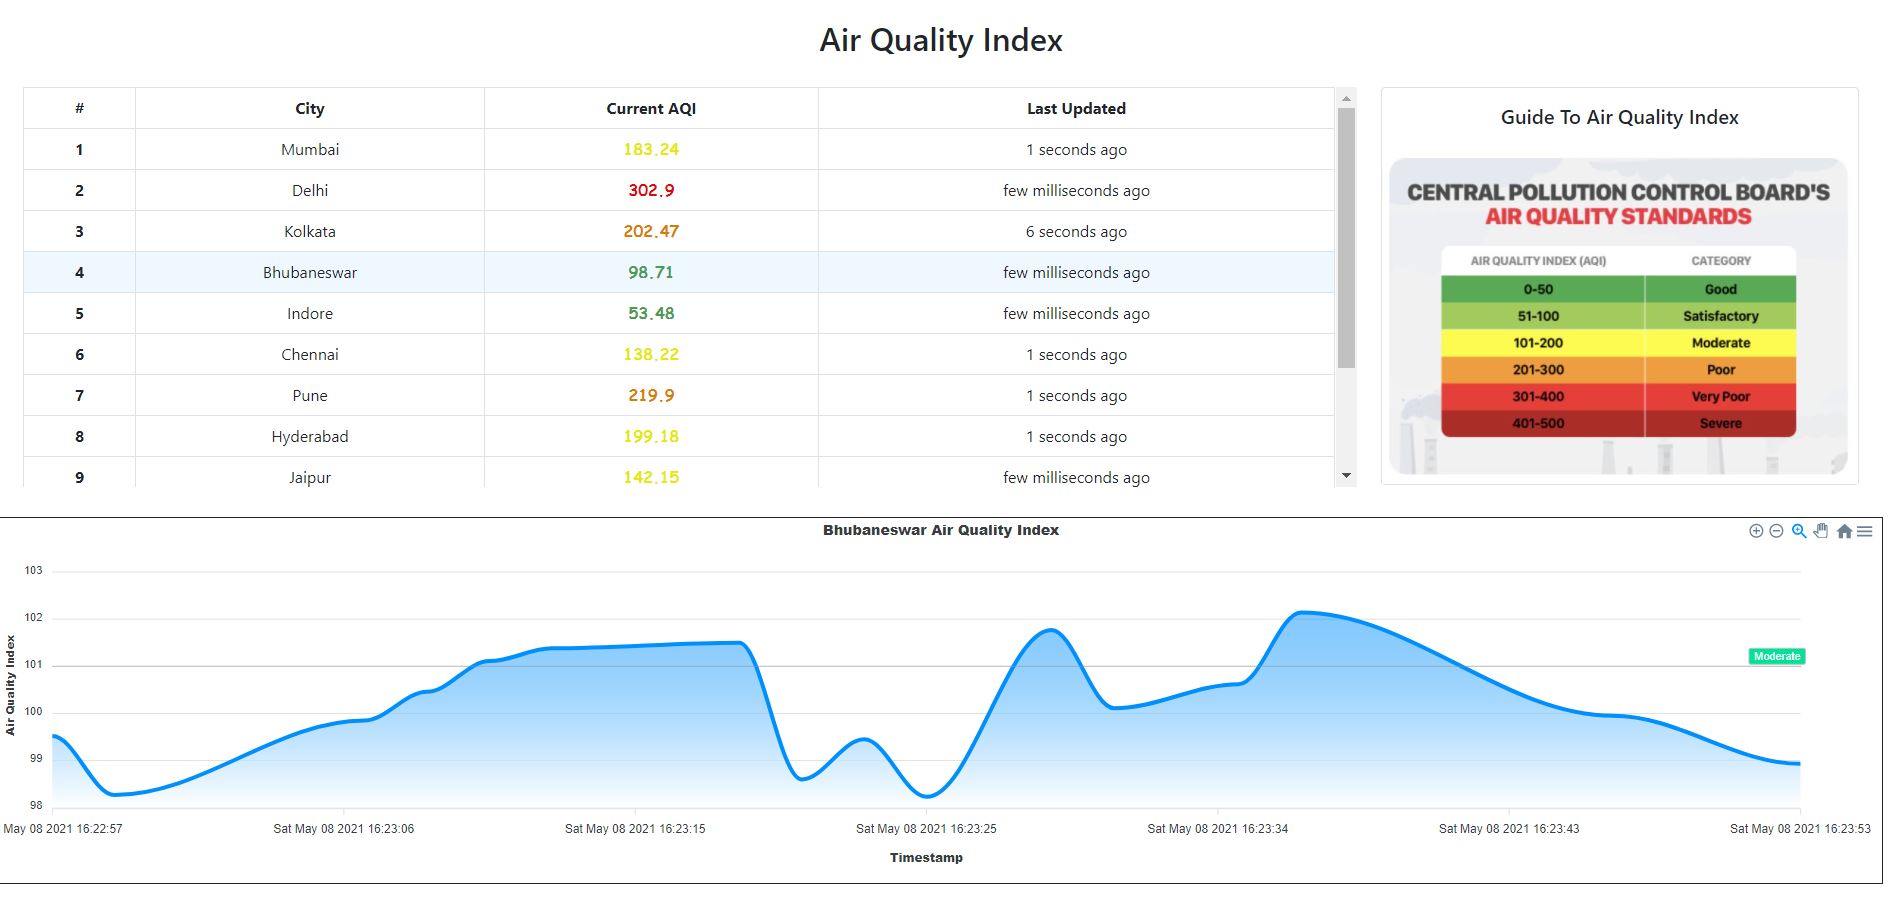 Air Quality Index
# City Current AQI Last Updated
1 Mumbai 183.24 1 seconds ago
2 Delhi 302.9 few milliseconds ago
3 Kolkata 202.47 6 seconds ago
4 Bhubaneswar 98.71 few milliseconds ago
5 Indore 53.48 few milliseconds ago
6 Chennai 138.22 1 seconds ago
7 Pune 219.9 1 seconds ago
8 Hyderabad 199.18 1 seconds ago
9 Jaipur 142.15 few milliseconds ago
Guide To Air Quality Index
CENTRAL POLLUTION CONTROL BOARD'S
AIR QUALITY STANDARDS
AIR QUALITY INDEX (AQI) CATEGORY
0-50 Good
51-100 Satisfactory
101-200 Moderate
201-300 Poor
301-400 Very Poor
401-500 Severe
Bhubaneswar Air Quality Index
Air Quality Index
103
102
101
100
99
98
Moderate
May 08 2021 16:22:57 Sat May 08 2021 16:23:06 Sat May 08 2021 16:23:15 Sat May 08 2021 16:23:25 Sat May 08 2021 16:23:34 Sat May 08 2021 16:23:43 Sat May 08 2021 16:23:53
Timestamp